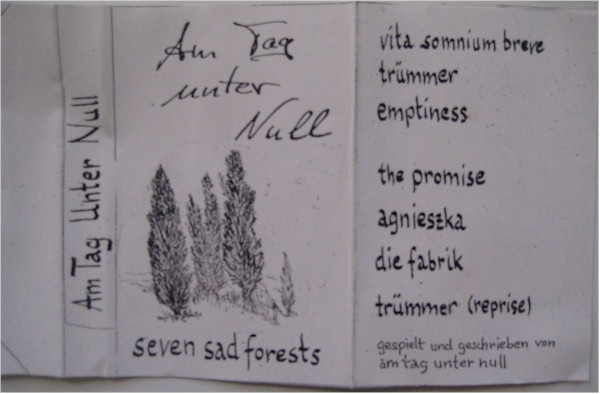 Am Tag Unter Null
Am Tag
unter
Null
seven sad forests
vita somnium breve
trümmer
emptiness
the promise
agnieszka
die fabrik
trümmer (reprise)
gespielt und geschrieben von
am tag unter null